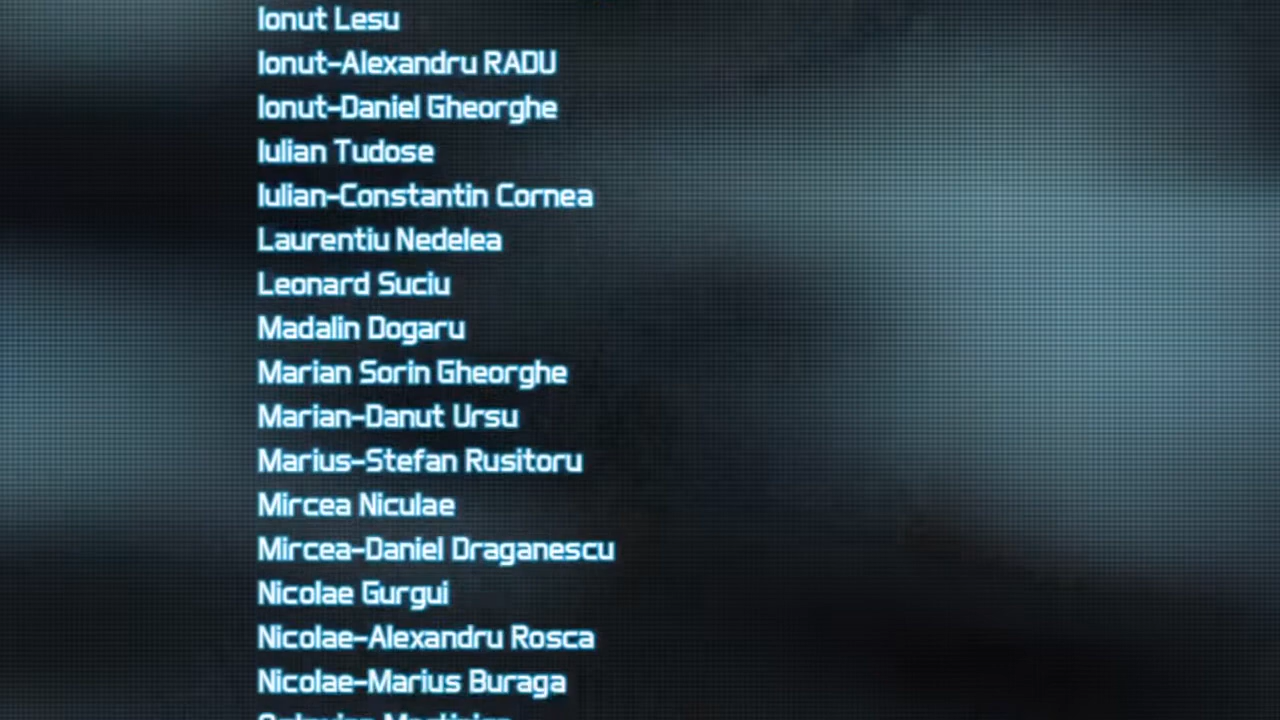 Ionut Lesu
Ionut-Alexandru RADU
Ionut-Daniel Gheorghe
Iulian Tudose
Iulian-Constantin Cornea
Laurentiu Nedelea
Leonard Suciu
Madalin Dogaru
Marian Sorin Gheorghe
Marian-Danut Ursu
Marius-Stefan Rusitoru
Mircea Niculae
Mircea-Daniel Draganescu
Nicolae Gurgui
Nicolae-Alexandru Rosca
Nicolae-Marius Buraga